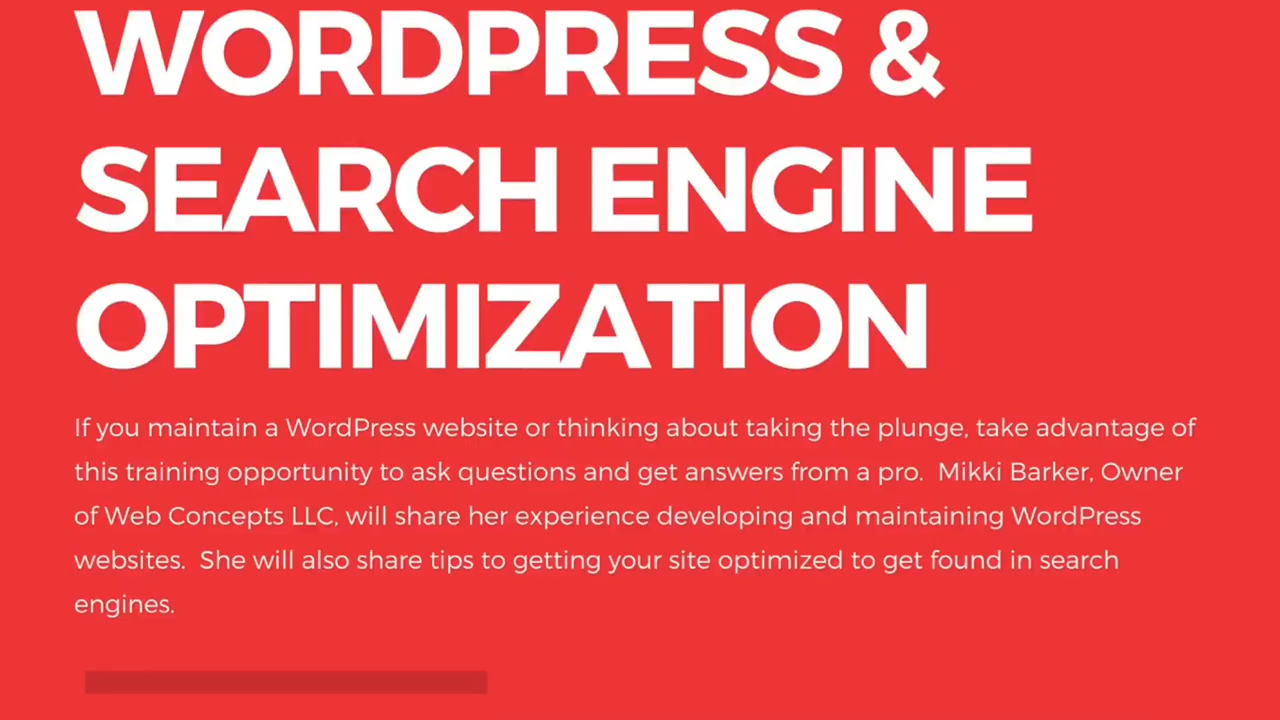 WORDPRESS &
SEARCH ENGINE
OPTIMIZATION
If you maintain a WordPress website or thinking about taking the plunge, take advantage of
this training opportunity to ask questions and get answers from a pro.  Mikki Barker, Owner
of Web Concepts LLC, will share her experience developing and maintaining WordPress
websites.  She will also share tips to getting your site optimized to get found in search
engines.